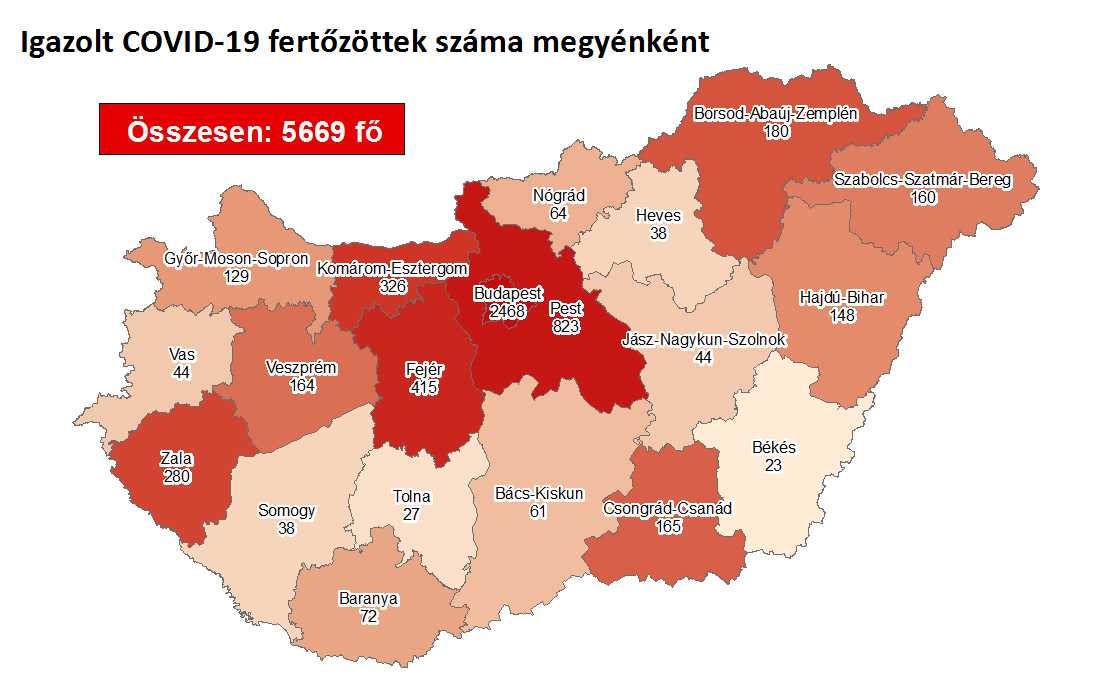 Igazolt COVID-19 fertőzöttek száma megyénként
Összesen: 5669 fő
Borsod-Abaúj-Zemplén
180
Szabolcs-Szatmár-Bereg
160
Nógrád
64
Heves
38
Győr-Moson-Sopron
129
Komárom-Esztergom
326
Budapest
2468
Pest
823
Hajdú-Bihar
148
Jász-Nagykun-Szolnok
44
Vas
44
Veszprém
164
Fejér
415
Békés
23
Zala
280
Somogy
38
Tolna
27
Bács-Kiskun
61
Csongrád-Csanád
165
Baranya
72